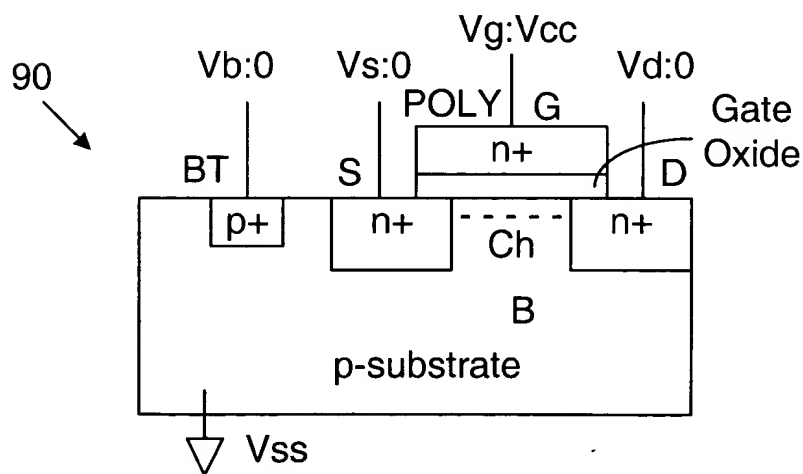 Vg:Vcc
90
Vb:0
Vs:0
Vd:0
POLY
G
Gate
Oxide
n+
BT
S
D
p+
n+
n+
Ch
B
p-substrate
Vss